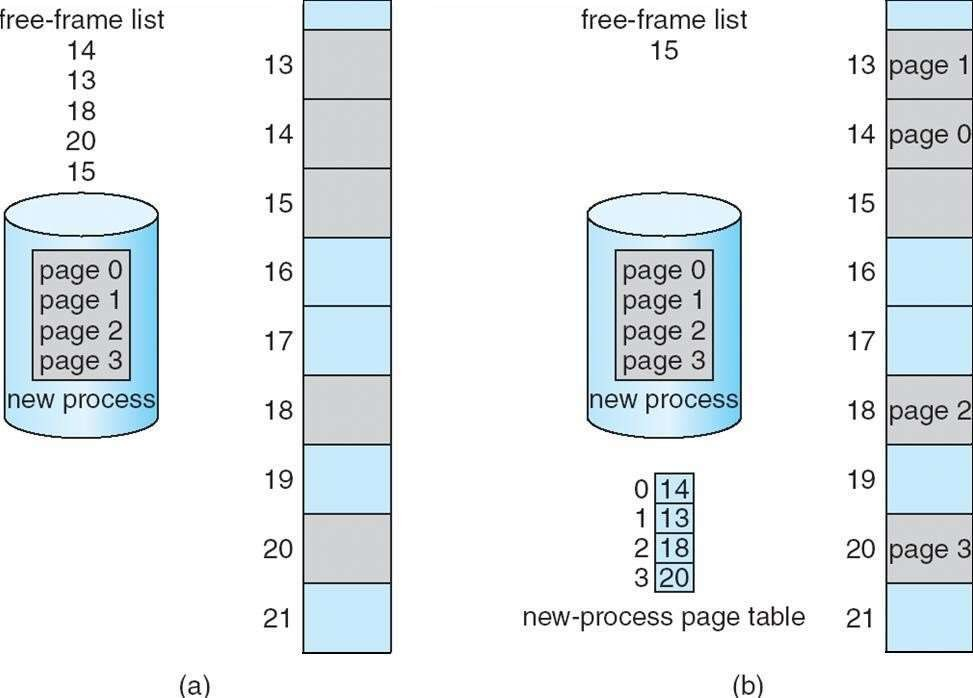 free-frame list
14
13
18
20
15
page 0
page 1
page 2
page 3
new process
13
14
15
16
17
18
19
20
21
(a)
free-frame list
15
page 0
page 1
page 2
page 3
new process
0 14
1 13
2 18
3 20
new-process page table
13 page 1
14 page 0
15
16
17
18 page 2
19
20 page 3
21
(b)